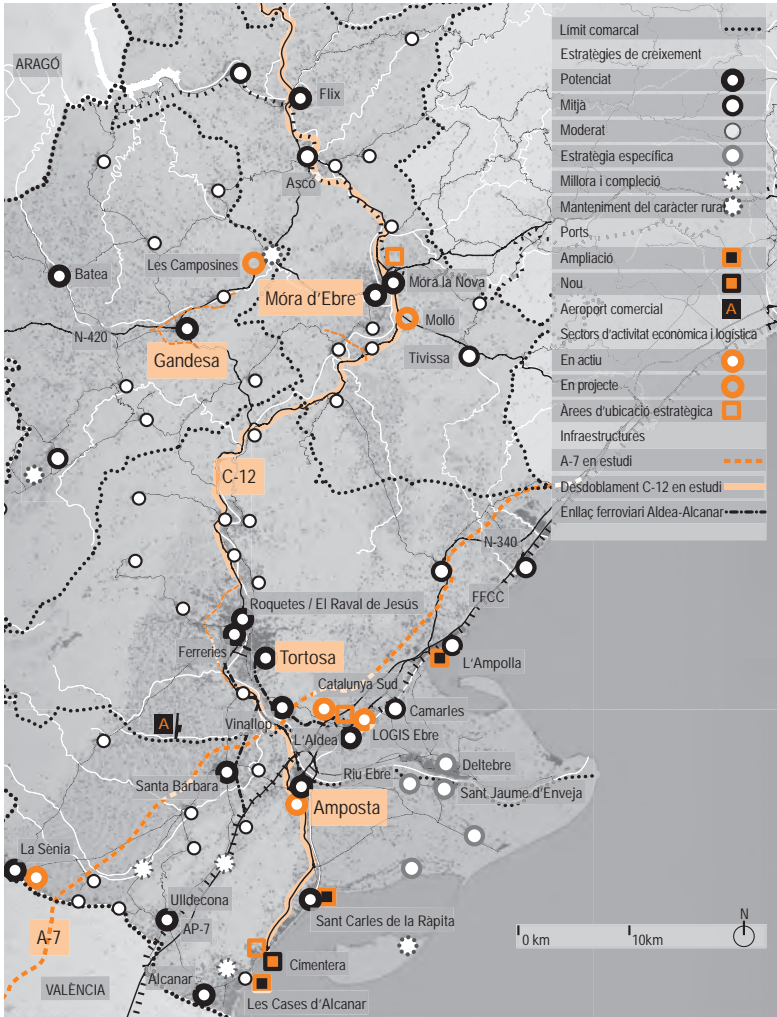 ARAGÓ
Flix
Ascó
Les Camposines
Batea
Móra d'Ebre
Móra la Nova
Molló
N-420
Gandesa
Tivissa
C-12
N-340
FFCC
Roquetes / El Raval de Jesús
Ferreries
Tortosa
L'Ampolla
Catalunya Sud
A
Vinallop
Camarles
LOGIS Ebre
L'Aldea
Deltebre
Riu Ebre
Santa Bàrbara
Sant Jaume d'Enveja
Amposta
La Sènia
Ulldecona
AP-7
Sant Carles de la Ràpita
A-7
Cimentera
Alcanar
VALÈNCIA
Les Cases d'Alcanar
Límit comarcal
Estratègies de creixement
Potenciat
Mitjà
Moderat
Estratègia específica
Millora i compleció
Manteniment del caràcter rural
Ports
Ampliació
Nou
Aeroport comercial A
Sectors d'activitat econòmica i logística
En actiu
En projecte
Àrees d'ubicació estratègica
Infraestructures
A-7 en estudi
Desdoblament C-12 en estudi
Enllaç ferroviari Aldea-Alcanar
N
0 km 10km